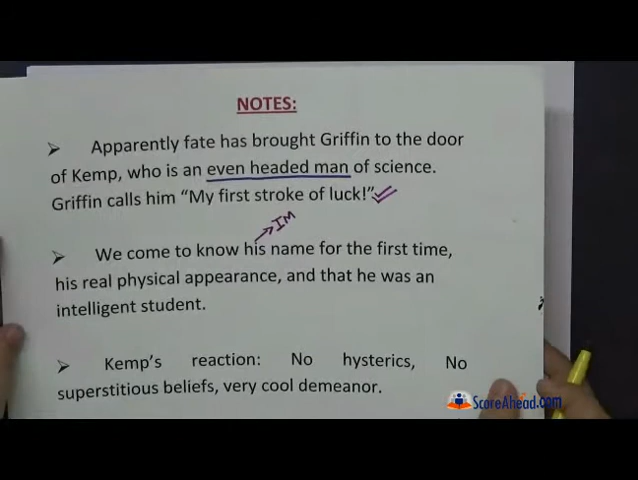 NOTES:
Apparently fate has brought Griffin to the door
of Kemp, who is an even headed man of science.
Griffin calls him “My first stroke of luck!”
IM
We come to know his name for the first time,
his real physical appearance, and that he was an
intelligent student.
Kemp’s reaction: No hysterics, No
superstitious beliefs, very cool demeanor.
ScoreAhead.com